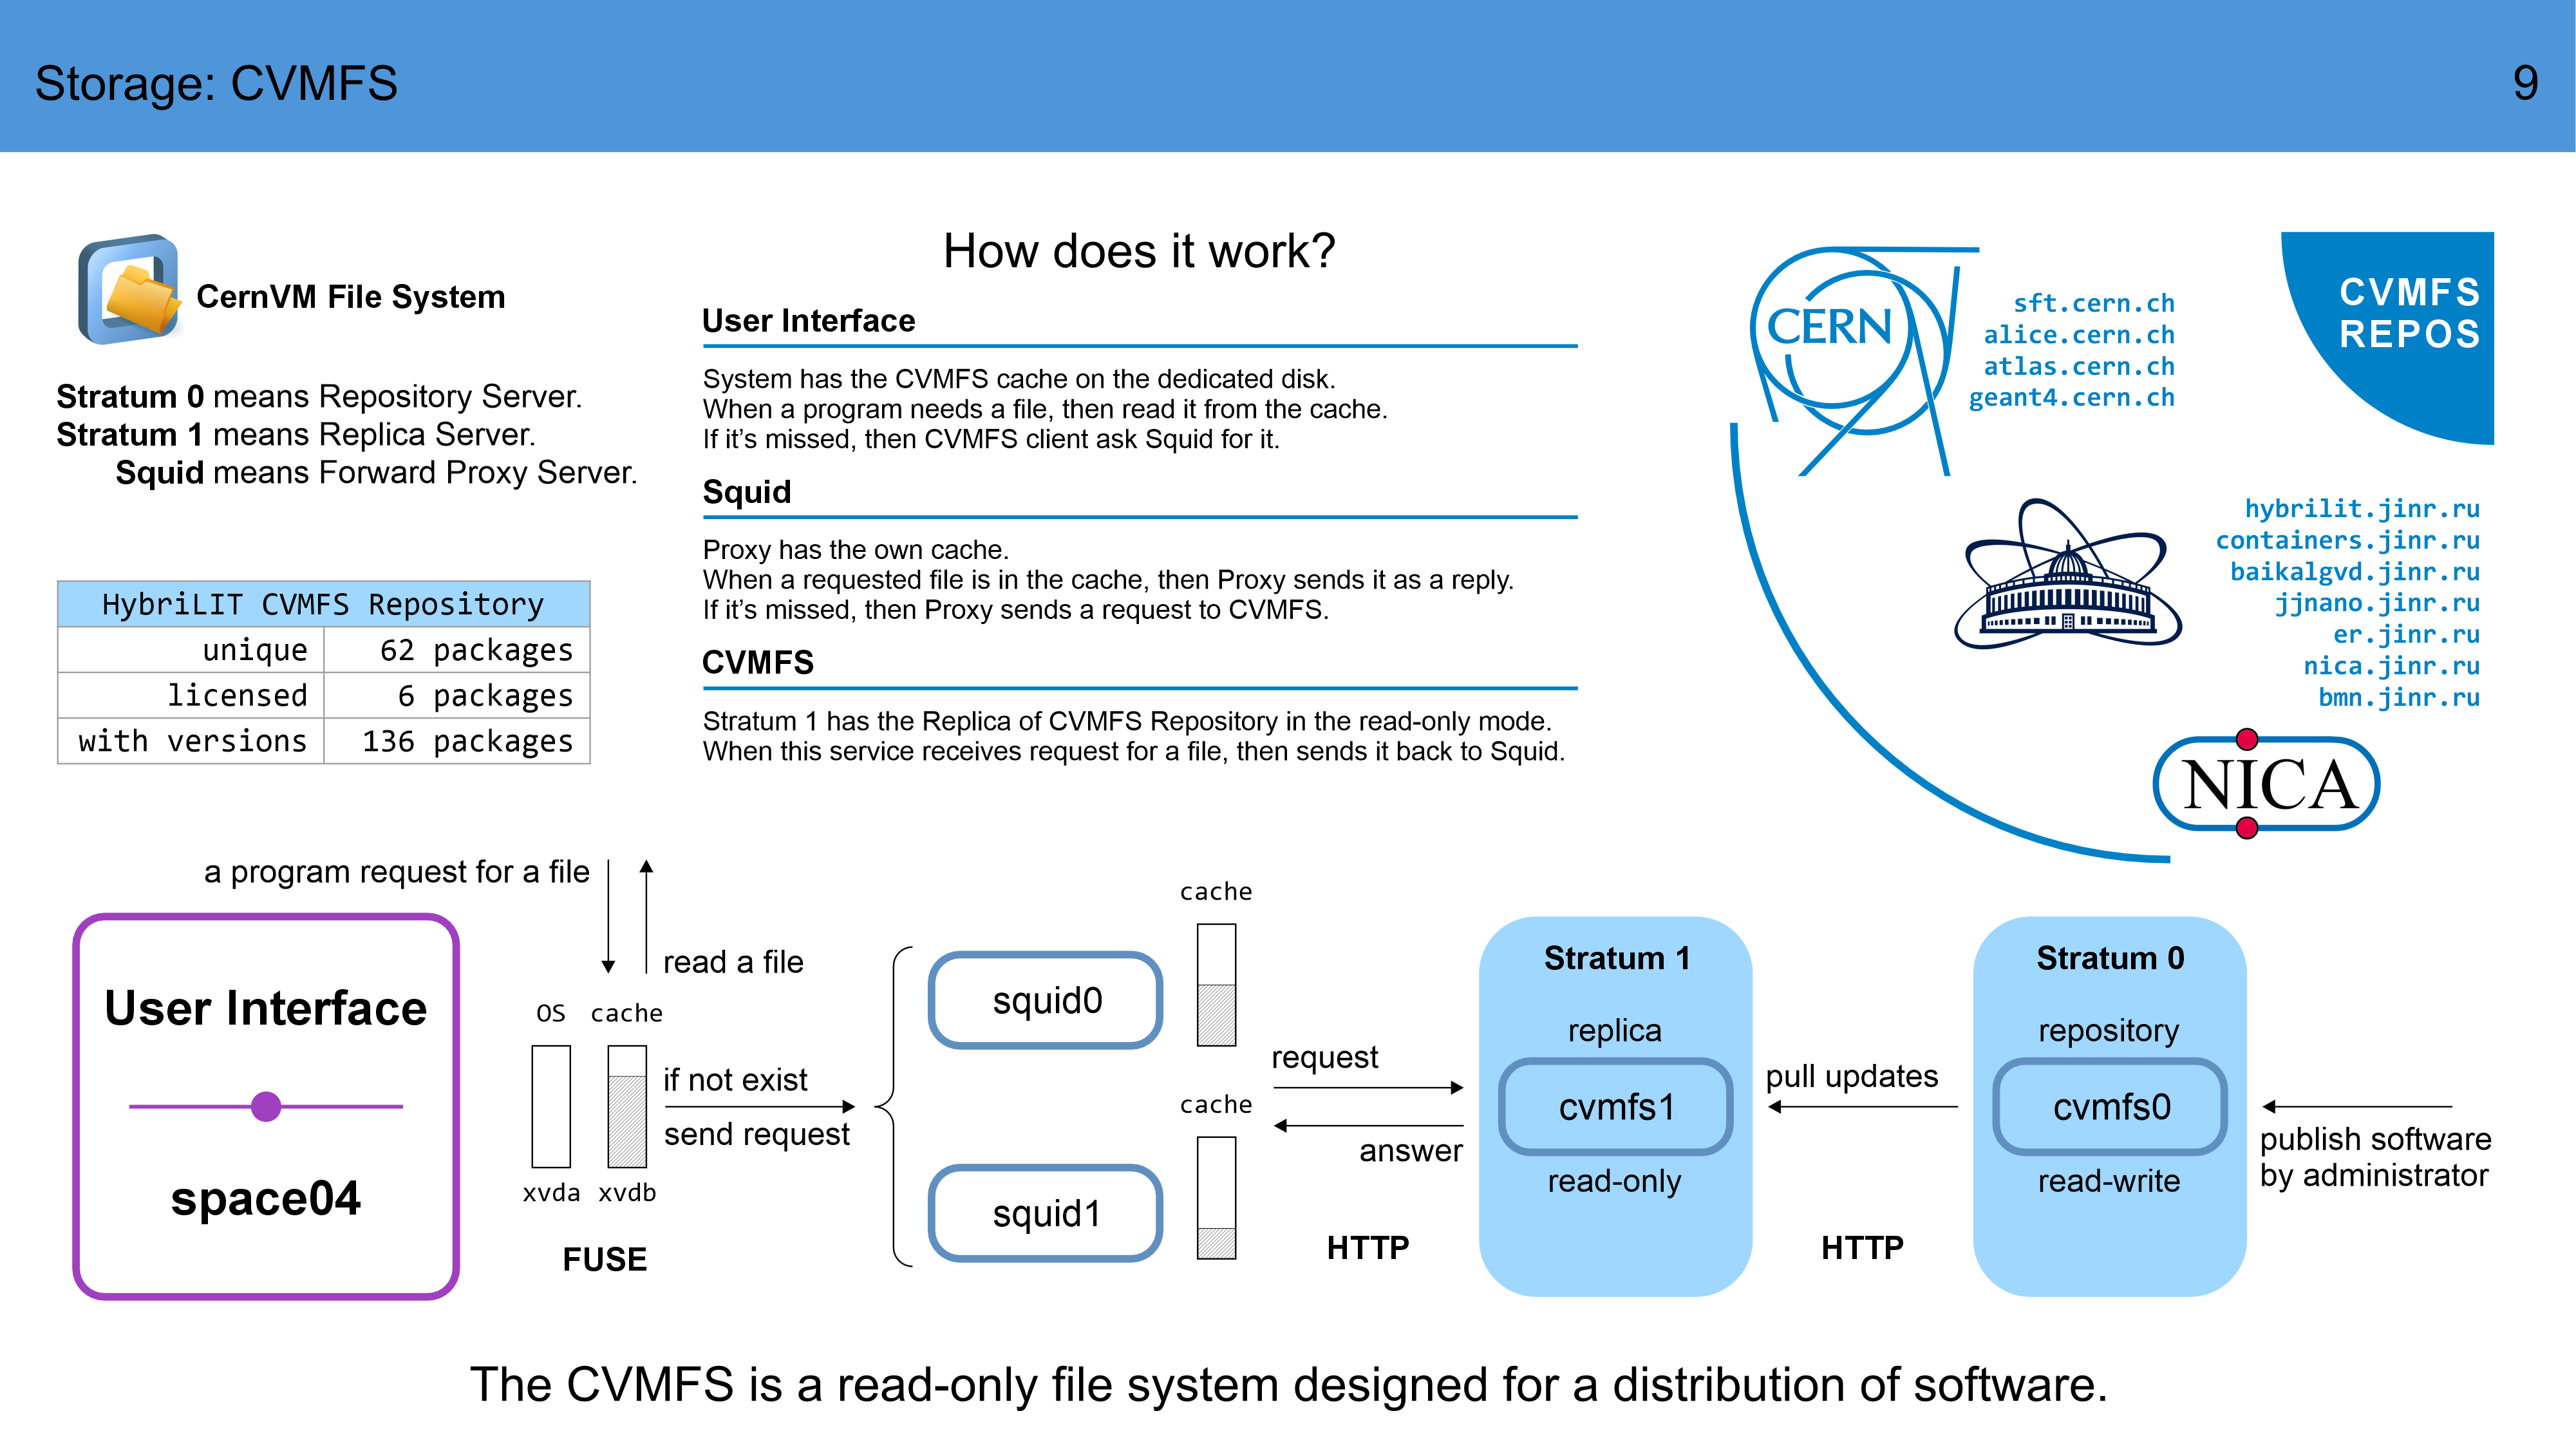 Storage: CVMFS
9
CernVM File System
Stratum 0 means Repository Server.
Stratum 1 means Replica Server.
Squid means Forward Proxy Server.
HybriLIT CVMFS Repository
unique 62 packages
licensed 6 packages
with versions 136 packages
How does it work?
User Interface
System has the CVMFS cache on the dedicated disk.
When a program needs a file, then read it from the cache.
If it’s missed, then CVMFS client ask Squid for it.
Squid
Proxy has the own cache.
When a requested file is in the cache, then Proxy sends it as a reply.
If it’s missed, then Proxy sends a request to CVMFS.
CVMFS
Stratum 1 has the Replica of CVMFS Repository in the read-only mode.
When this service receives request for a file, then sends it back to Squid.
CERN
sft.cern.ch
alice.cern.ch
atlas.cern.ch
geant4.cern.ch
CVMFS
REPOS
hybrilit.jinr.ru
containers.jinr.ru
baikalgvd.jinr.ru
jjnano.jinr.ru
er.jinr.ru
nica.jinr.ru
bmn.jinr.ru
NICA
a program request for a file
read a file
User Interface
space04
OS cache
xvda xvdb
FUSE
if not exist
send request
squid0
cache
squid1
cache
request
answer
HTTP
Stratum 1
replica
cvmfs1
read-only
pull updates
HTTP
Stratum 0
repository
cvmfs0
read-write
publish software
by administrator
The CVMFS is a read-only file system designed for a distribution of software.